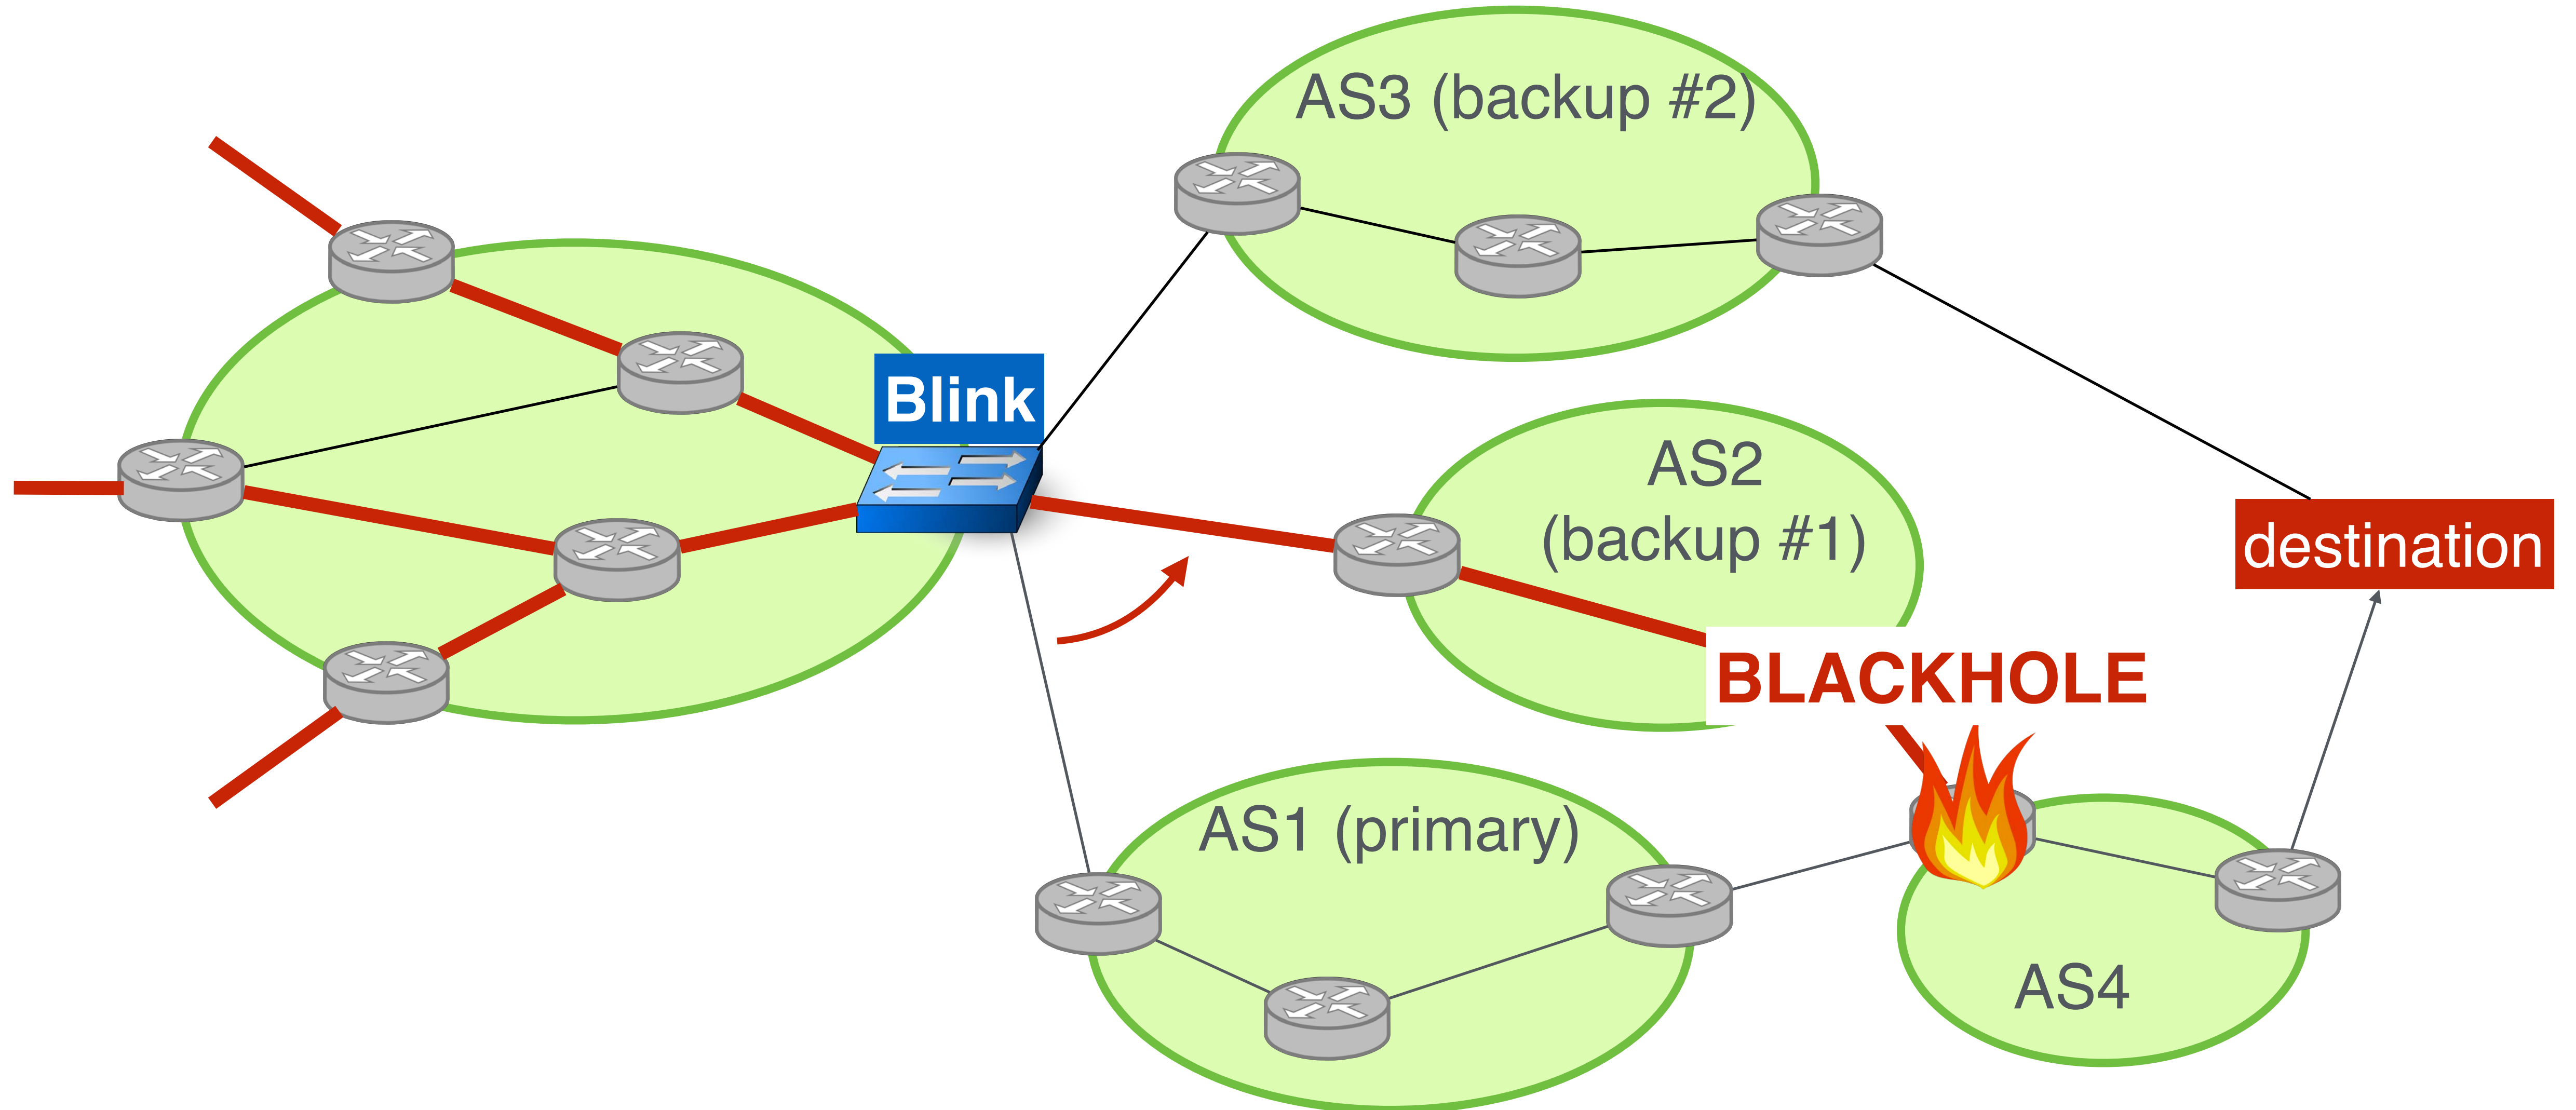 AS3 (backup #2)
Blink
AS2
(backup #1)
destination
BLACKHOLE
AS1 (primary)
AS4